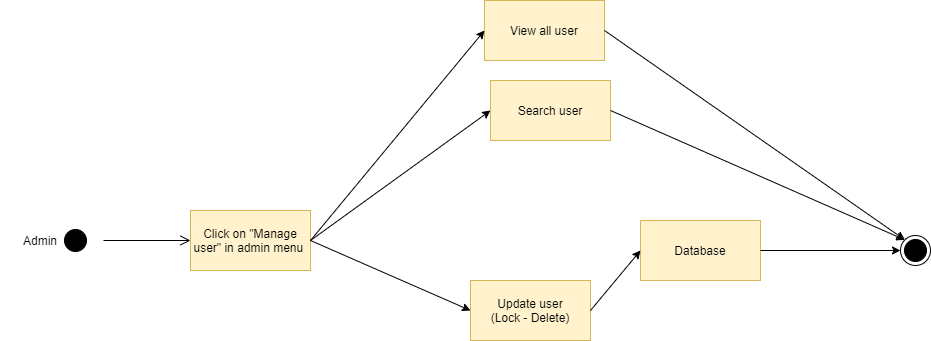 View all user
Search user
Admin
Click on "Manage
user" in admin menu
Database
Update user
(Lock - Delete)